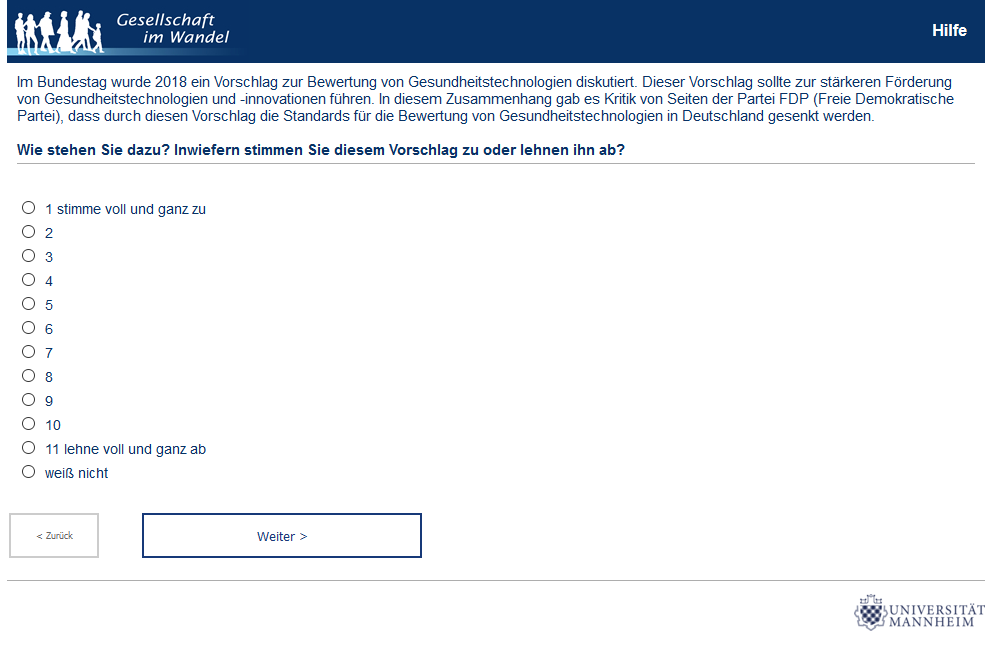 Gesellschaft
im Wandel
Hilfe
Im Bundestag wurde 2018 ein Vorschlag zur Bewertung von Gesundheitstechnologien diskutiert. Dieser Vorschlag sollte zur stärkeren Förderung
von Gesundheitstechnologien und -innovationen führen. In diesem Zusammenhang gab es Kritik von Seiten der Partei FDP (Freie Demokratische
Partei), dass durch diesen Vorschlag die Standards für die Bewertung von Gesundheitstechnologien in Deutschland gesenkt werden.
Wie stehen Sie dazu? Inwiefern stimmen Sie diesem Vorschlag zu oder lehnen ihn ab?
1 stimme voll und ganz zu
2
3
4
5
6
7
8
9
10
11 lehne voll und ganz ab
weiß nicht
< Zurück
Weiter >
UNIVERSITÄT
MANNHEIM